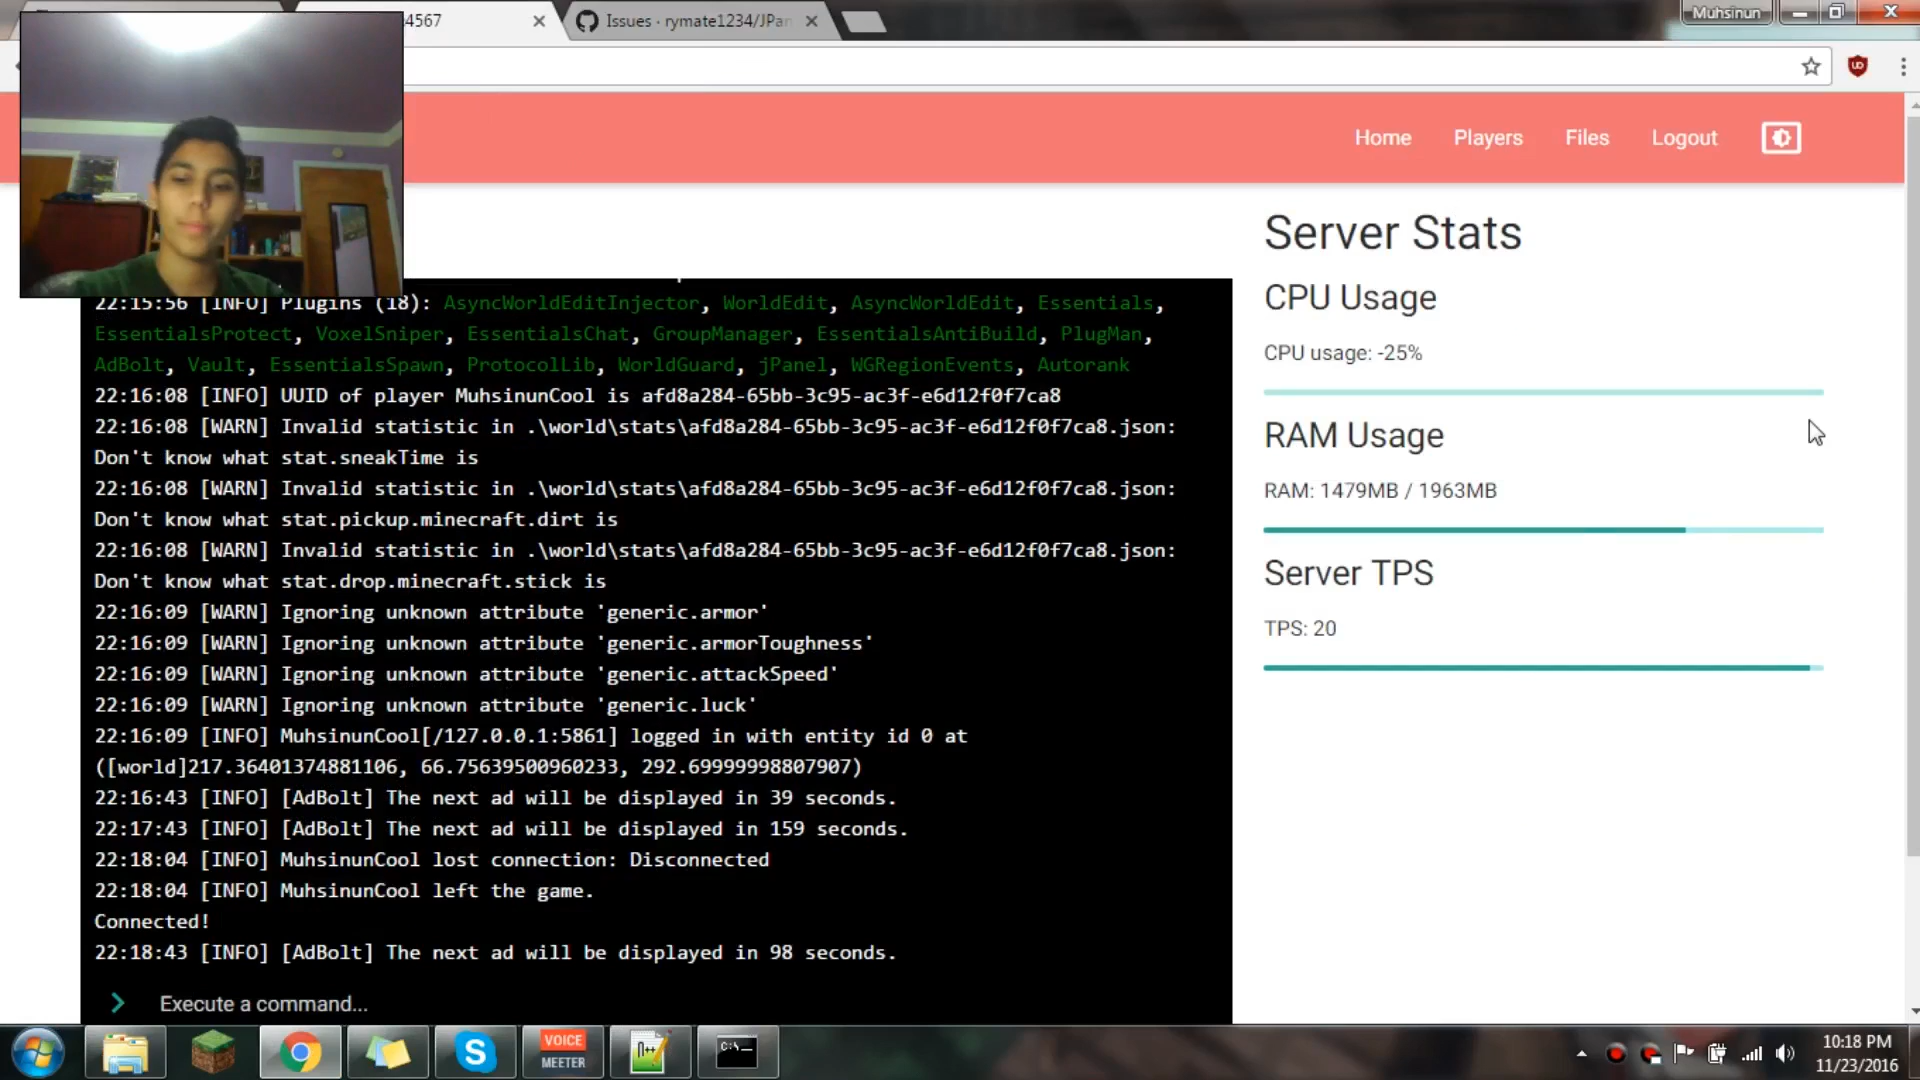 4567
Issues · rymate1234/JPan
Muhsinun
Home Players Files Logout
Server Stats
CPU Usage
CPU usage: -25%
RAM Usage
RAM: 1479MB / 1963MB
Server TPS
TPS: 20
22:15:56 [INFO] Plugins (18): AsyncWorldEditInjector, WorldEdit, AsyncWorldEdit, Essentials,
EssentialsProtect, VoxelSniper, EssentialsChat, GroupManager, EssentialsAntiBuild, PlugMan,
AdBolt, Vault, EssentialsSpawn, ProtocolLib, WorldGuard, jPanel, WGRegionEvents, Autorank
22:16:08 [INFO] UUID of player MuhsinunCool is afd8a284-65bb-3c95-ac3f-e6d12f0f7ca8
22:16:08 [WARN] Invalid statistic in .\world\stats\afd8a284-65bb-3c95-ac3f-e6d12f0f7ca8.json:
Don't know what stat.sneakTime is
22:16:08 [WARN] Invalid statistic in .\world\stats\afd8a284-65bb-3c95-ac3f-e6d12f0f7ca8.json:
Don't know what stat.pickup.minecraft.dirt is
22:16:08 [WARN] Invalid statistic in .\world\stats\afd8a284-65bb-3c95-ac3f-e6d12f0f7ca8.json:
Don't know what stat.drop.minecraft.stick is
22:16:09 [WARN] Ignoring unknown attribute 'generic.armor'
22:16:09 [WARN] Ignoring unknown attribute 'generic.armorToughness'
22:16:09 [WARN] Ignoring unknown attribute 'generic.attackSpeed'
22:16:09 [WARN] Ignoring unknown attribute 'generic.luck'
22:16:09 [INFO] MuhsinunCool[/127.0.0.1:5861] logged in with entity id 0 at
([world]217.36401374881106, 66.75639500960233, 292.69999998807907)
22:16:43 [INFO] [AdBolt] The next ad will be displayed in 39 seconds.
22:17:43 [INFO] [AdBolt] The next ad will be displayed in 159 seconds.
22:18:04 [INFO] MuhsinunCool lost connection: Disconnected
22:18:04 [INFO] MuhsinunCool left the game.
Connected!
22:18:43 [INFO] [AdBolt] The next ad will be displayed in 98 seconds.
Execute a command...
VOICE
MEETER
C:\
10:18 PM
11/23/2016